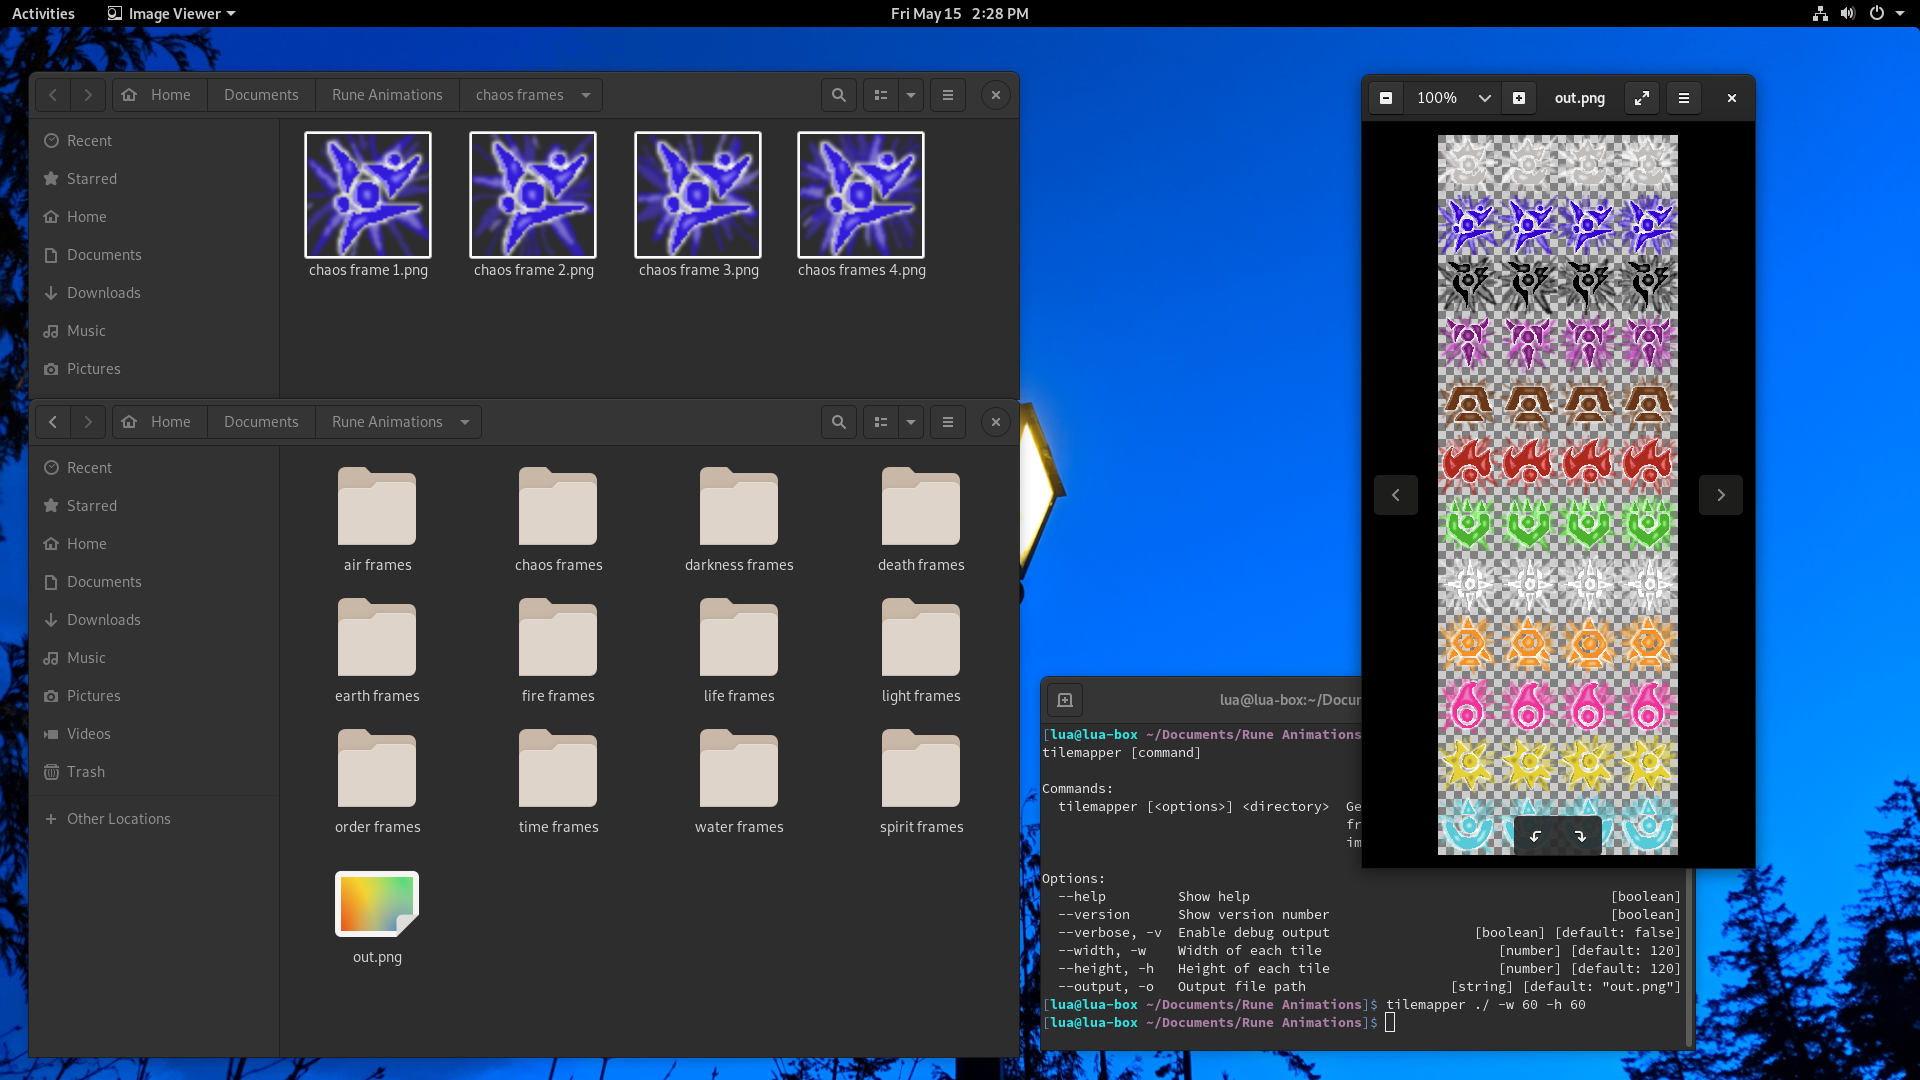 Activities
Image Viewer
Fri May 15 2:28 PM
Home
Documents
Rune Animations
chaos frames
Recent
Starred
Home
Documents
Downloads
Music
Pictures
chaos frame 1.png
chaos frame 2.png
chaos frame 3.png
chaos frames 4.png
Home
Documents
Rune Animations
Recent
Starred
Home
Documents
Downloads
Music
Pictures
Videos
Trash
Other Locations
air frames
chaos frames
darkness frames
death frames
earth frames
fire frames
life frames
light frames
order frames
time frames
water frames
spirit frames
out.png
100%
out.png
lua@lua-box:~/Docum
[lua@lua-box ~/Documents/Rune Animations
tilemapper [command]
Commands:
tilemapper [<options>] <directory> Ge
fr
im
Options:
--help Show help [boolean]
--version Show version number [boolean]
--verbose, -v Enable debug output [boolean] [default: false]
--width, -w Width of each tile [number] [default: 120]
--height, -h Height of each tile [number] [default: 120]
--output, -o Output file path [string] [default: "out.png"]
[lua@lua-box ~/Documents/Rune Animations]$ tilemapper ./ -w 60 -h 60
[lua@lua-box ~/Documents/Rune Animations]$